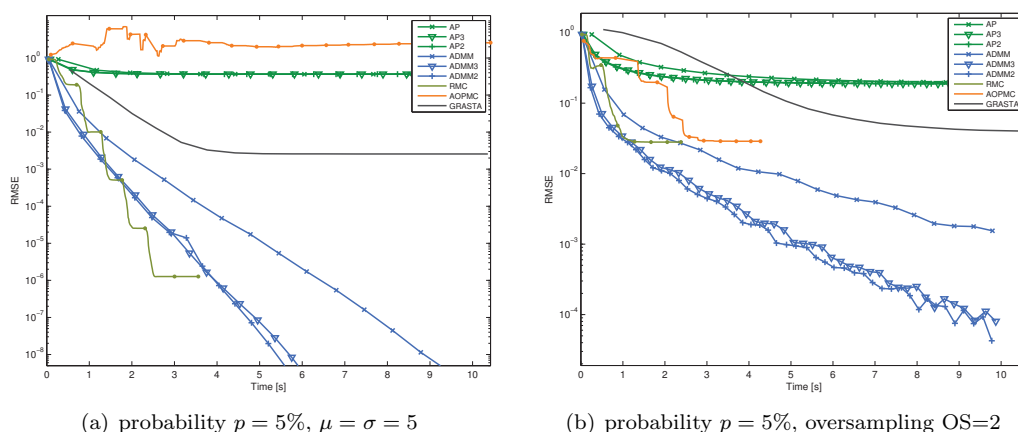 10^1
10^0
10^-1
10^-2
10^-3
10^-4
10^-5
10^-6
10^-7
10^-8
RMSE
0 1 2 3 4 5 6 7 8 9 10
Time [s]
AP
AP3
AP2
ADMM
ADMM3
ADMM2
RMC
AOPMC
GRASTA
(a) probability p = 5%, μ = σ = 5
10^0
10^-1
10^-2
10^-3
10^-4
RMSE
0 1 2 3 4 5 6 7 8 9 10
Time [s]
AP
AP3
AP2
ADMM
ADMM3
ADMM2
RMC
AOPMC
GRASTA
(b) probability p = 5%, oversampling OS=2